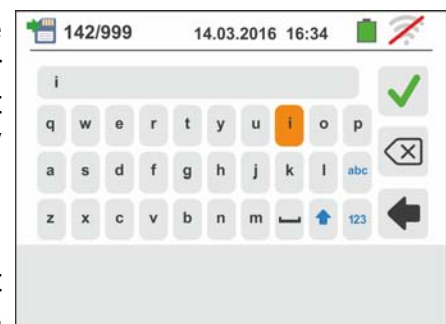 142/999 14.03.2016 16:34
i
q w e r t y u i o p
a s d f g h j k l abc
z x c v b n m 123